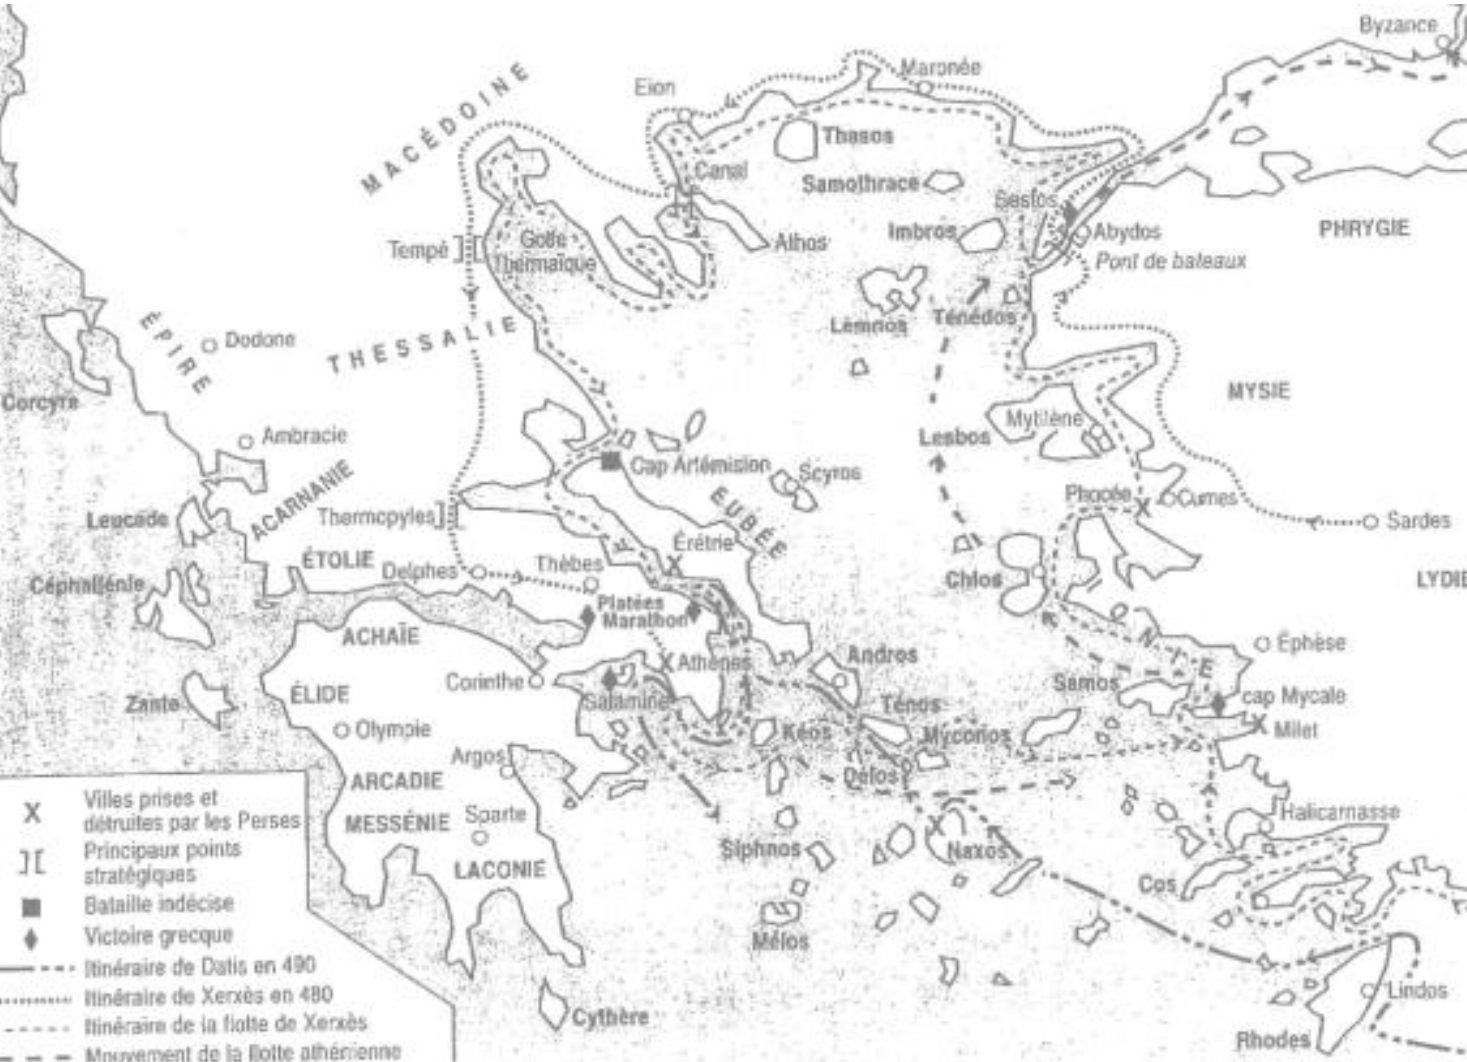 Byzance
Maronée
Eion
MACÉDOINE
Thasos
Canal
Samothrace
Sestos
PHRYGIE
Abydos
Imbros
Athos
Tempé
Golfe
Thermaïque
Pont de bateaux
ÉPIRE
Lemnos
Ténédos
Dodone
THESSALIE
MYSIE
Corcyre
Mytilène
Ambracie
Lesbos
Cap Artémision
Scyros
ACARNANIE
EUBÉE
Phocée
Cumes
Leucade
Thermopyles
Sardes
Érétrie
ÉTOLIE
Delphes
Thèbes
Céphallénie
Chios
LYDIE
Platées
Marathon
IONIE
ACHAÏE
Éphèse
Andros
Athènes
Corinthe
Samos
ÉLIDE
cap Mycale
Zante
Salamine
Ténos
Olympie
Kéos
Myconos
Milet
Argos
Délos
ARCADIE
Halicarnasse
MESSÉNIE
Sparte
Siphnos
Naxos
LACONIE
Cos
Mélos
Lindos
Cythère
Rhodes
Villes prises et
détruites par les Perses
Principaux points
stratégiques
Bataille indécise
Victoire grecque
Itinéraire de Datis en 490
Itinéraire de Xerxès en 480
Itinéraire de la flotte de Xerxès
Mouvement de la flotte athénienne